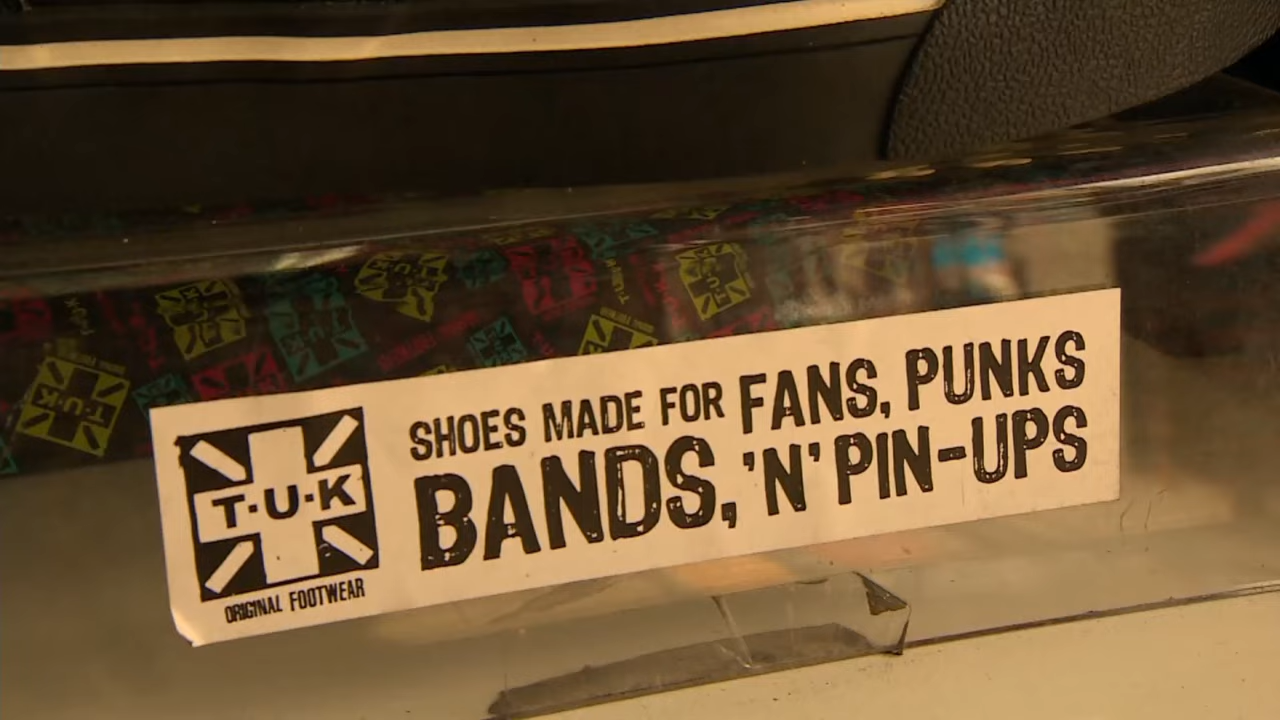 T·U·K
ORIGINAL FOOTWEAR
SHOES MADE FOR FANS, PUNKS
BANDS, 'N' PIN-UPS
T·U·K
T·U·K
T·U·K
T·U·K
T·U·K